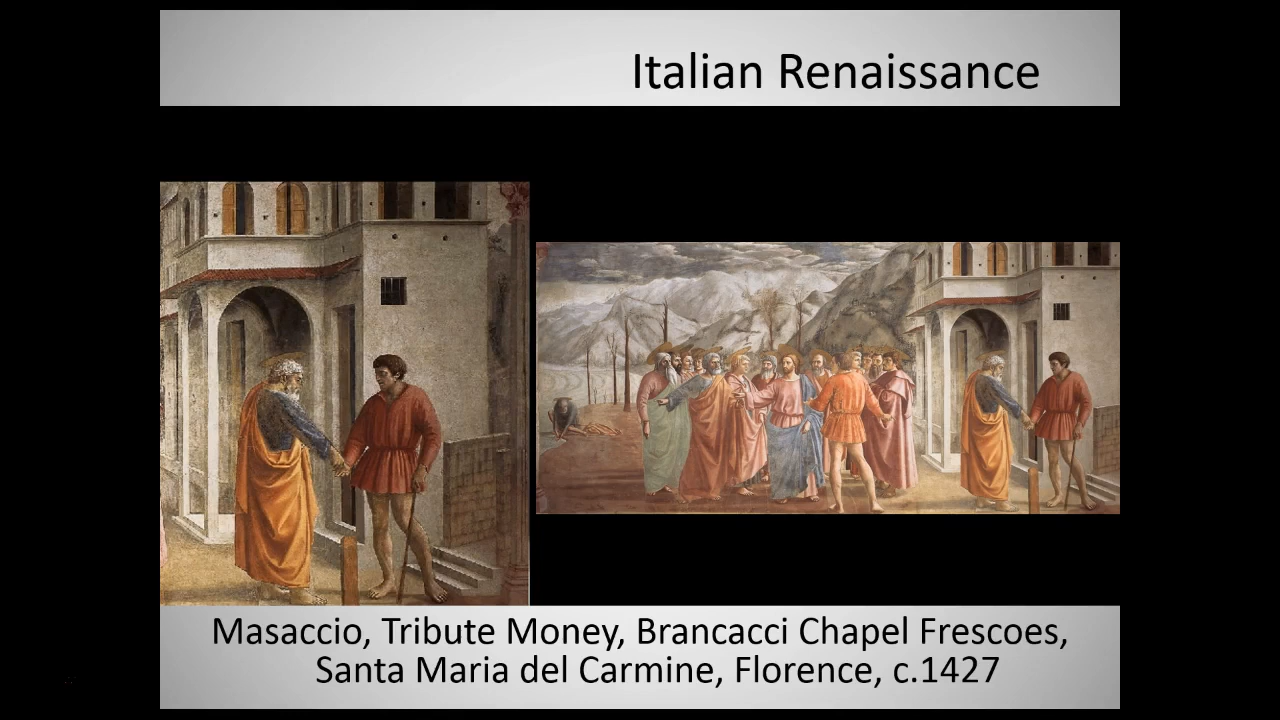 Italian Renaissance
Masaccio, Tribute Money, Brancacci Chapel Frescoes,
Santa Maria del Carmine, Florence, c.1427